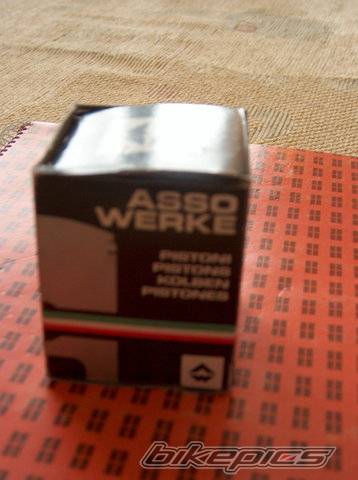 ASSO
WERKE
PISTONI
PISTONS
KOLBEN
PISTONES
bikepics